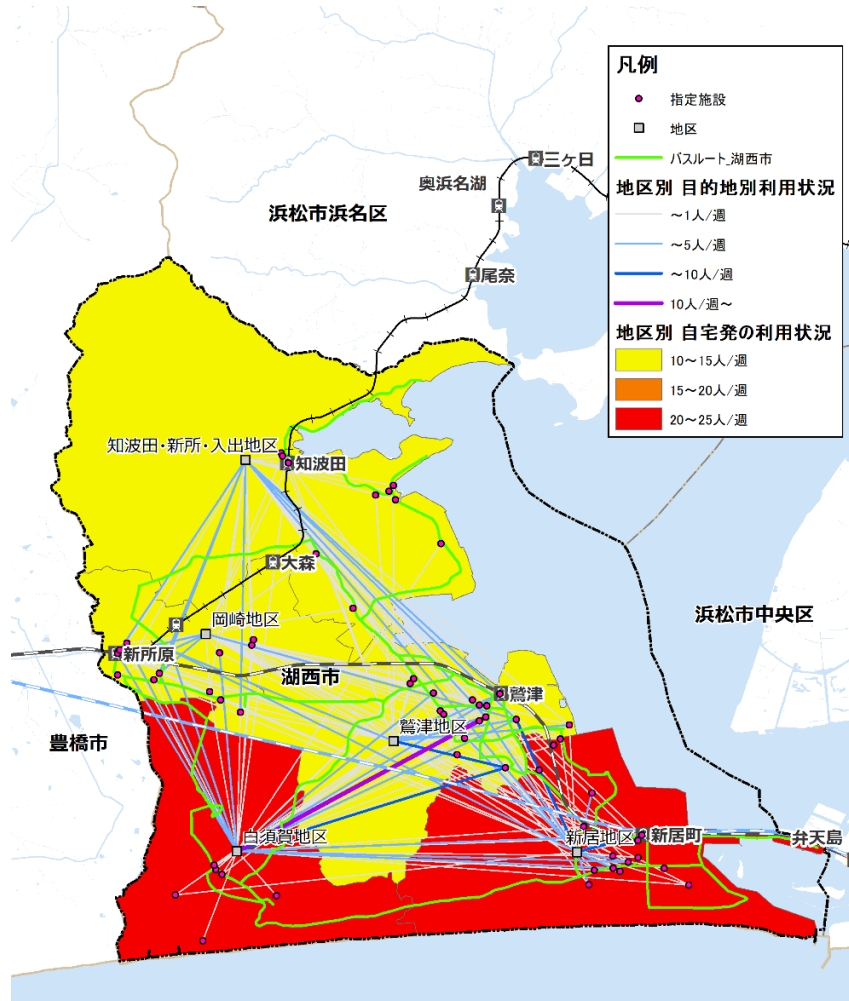 凡例
指定施設
地区
バスルート_湖西市
地区別 目的地別利用状況
～1人/週
～5人/週
～10人/週
10人/週～
地区別 自宅発の利用状況
10～15人/週
15～20人/週
20～25人/週
三ヶ日
奥浜名湖
浜松市浜名区
尾奈
知波田・新所・入出地区
知波田
大森
浜松市中央区
岡崎地区
新所原
湖西市
鷲津
豊橋市
鷲津地区
白須賀地区
新居地区
新居町
弁天島